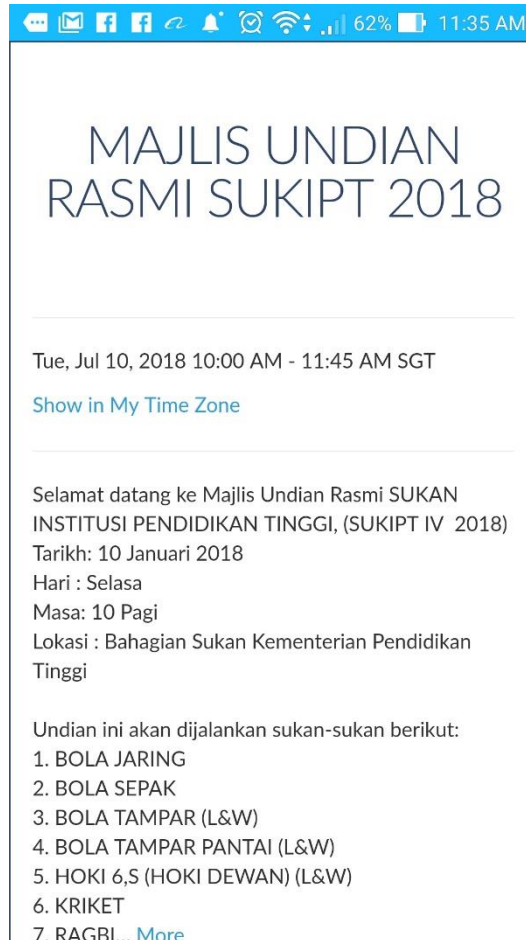 62% 11:35 AM
MAJLIS UNDIAN
RASMI SUKIPT 2018
Tue, Jul 10, 2018 10:00 AM - 11:45 AM SGT
Show in My Time Zone
Selamat datang ke Majlis Undian Rasmi SUKAN
INSTITUSI PENDIDIKAN TINGGI, (SUKIPT IV 2018)
Tarikh: 10 Januari 2018
Hari : Selasa
Masa: 10 Pagi
Lokasi : Bahagian Sukan Kementerian Pendidikan
Tinggi
Undian ini akan dijalankan sukan-sukan berikut:
1. BOLA JARING
2. BOLA SEPAK
3. BOLA TAMPAR (L&W)
4. BOLA TAMPAR PANTAI (L&W)
5. HOKI 6,S (HOKI DEWAN) (L&W)
6. KRIKET
7. RAGBI... More